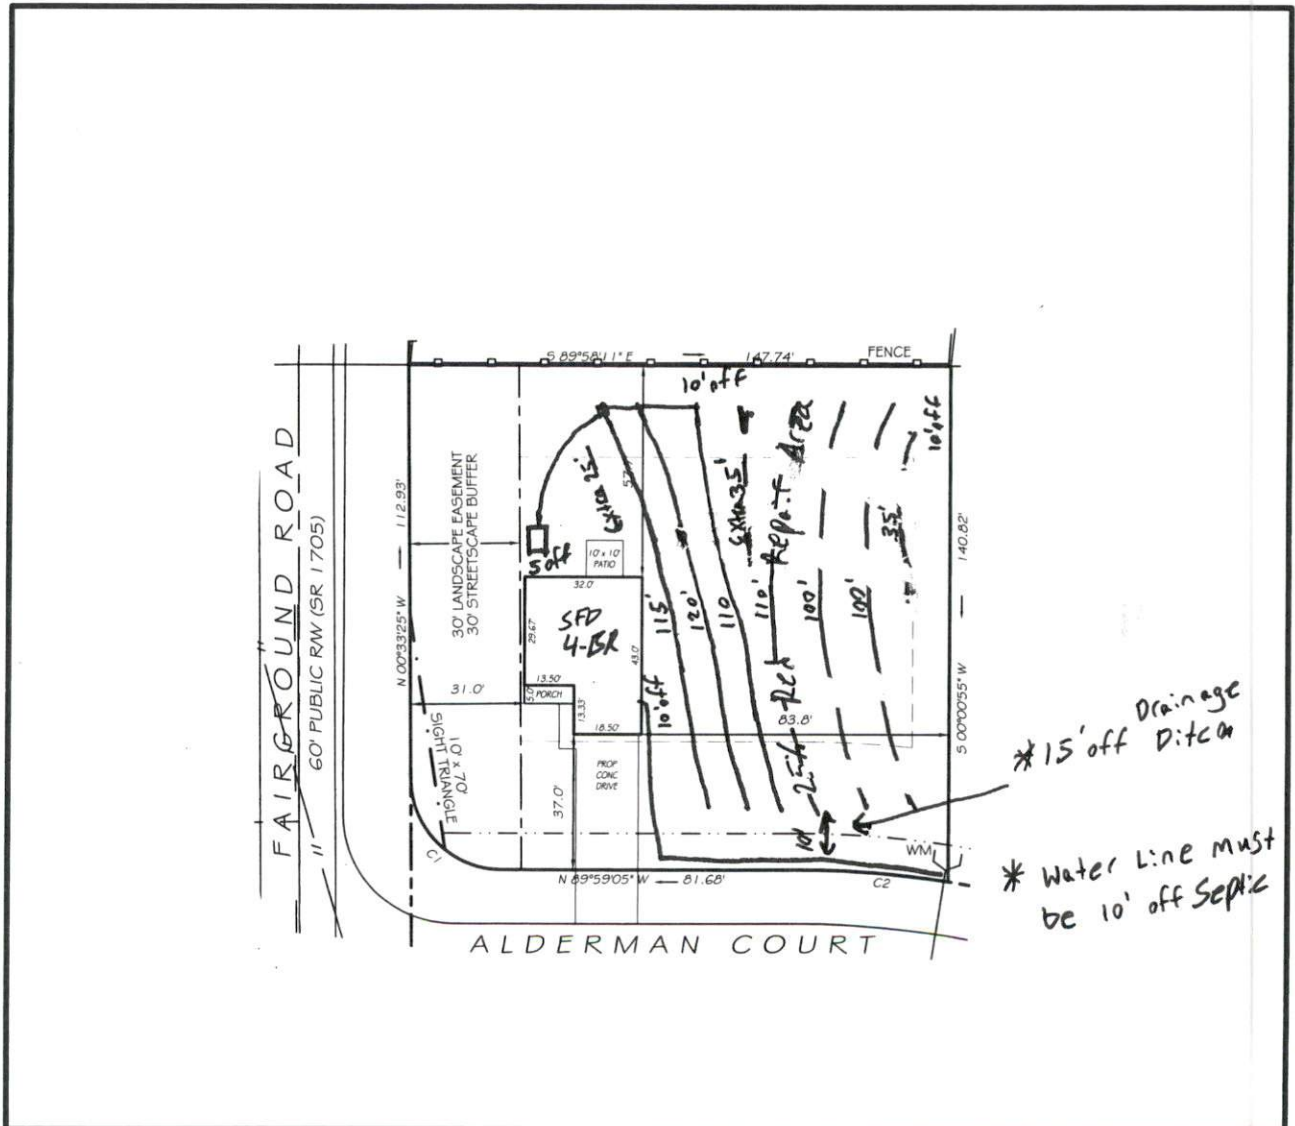 S 89°58'11" E — 147.74'
FENCE
10' off
10' off
Extra 25'
Extra 35'
Repair Area
35'
5' off
10' x 10'
PATIO
32.0'
SFD
4-BR
29.67'
43.0'
13.50'
5.0'
PORCH
13.33'
18.50'
10' off
115'
120'
110
110'
100'
100'
83.8'
30' LANDSCAPE EASEMENT
30' STREETSCAPE BUFFER
N 00°33'25" W — 112.93'
31.0'
10' x 70'
SIGHT TRIANGLE
PROP
CONC
DRIVE
37.0'
10'
WM
C1
C2
N 89°59'05" W — 81.68'
S 00°00'55" W — 140.82'
FAIRGROUND ROAD
60' PUBLIC R/W (SR 1705)
ALDERMAN COURT
* 15' off Drainage
Ditch
* Water Line must
be 10' off Septic